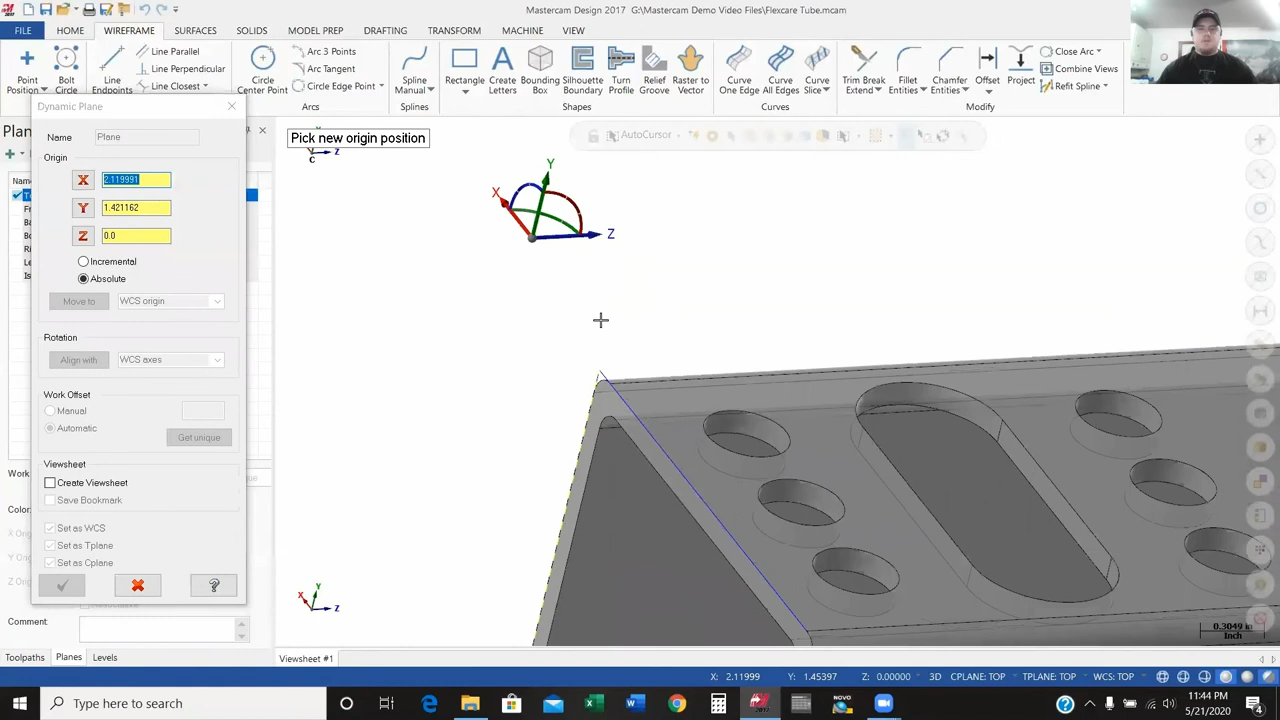 Mastercam Design 2017 G:\Mastercam Demo Video Files\Flexcare Tube.mcam
FILE HOME WIREFRAME SURFACES SOLIDS MODEL PREP DRAFTING TRANSFORM MACHINE VIEW
Point Position
Bolt Circle
Line Endpoints
Line Parallel
Line Perpendicular
Line Closest
Circle Center Point
Arc 3 Points
Arc Tangent
Circle Edge Point
Arcs
Spline Manual
Splines
Rectangle
Create Letters
Bounding Box
Silhouette Boundary
Turn Profile
Relief Groove
Raster to Vector
Shapes
Curve One Edge
Curve All Edges
Curve Slice
Curves
Trim Break Extend
Fillet Entities
Chamfer Entities
Offset
Project
Close Arc
Combine Views
Refit Spline
Modify
Dynamic Plane
Name Plane
Origin
X 2.119991
Y 1.421162
Z 0.0
Incremental
Absolute
Move to WCS origin
Rotation
Align with WCS axes
Work Offset
Manual
Automatic
Get unique
Viewsheet
Create Viewsheet
Save Bookmark
Set as WCS
Set as Tplane
Set as Cplane
Comment:
Toolpaths Planes Levels
Pick new origin position
AutoCursor
Z
C
Y
X
Z
Y
X
Z
0.3049 in
Inch
Viewsheet #1
X: 2.11999 Y: 1.45397 Z: 0.00000 3D CPLANE: TOP TPLANE: TOP WCS: TOP
Type here to search
2017
NOVO
11:44 PM
5/21/2020